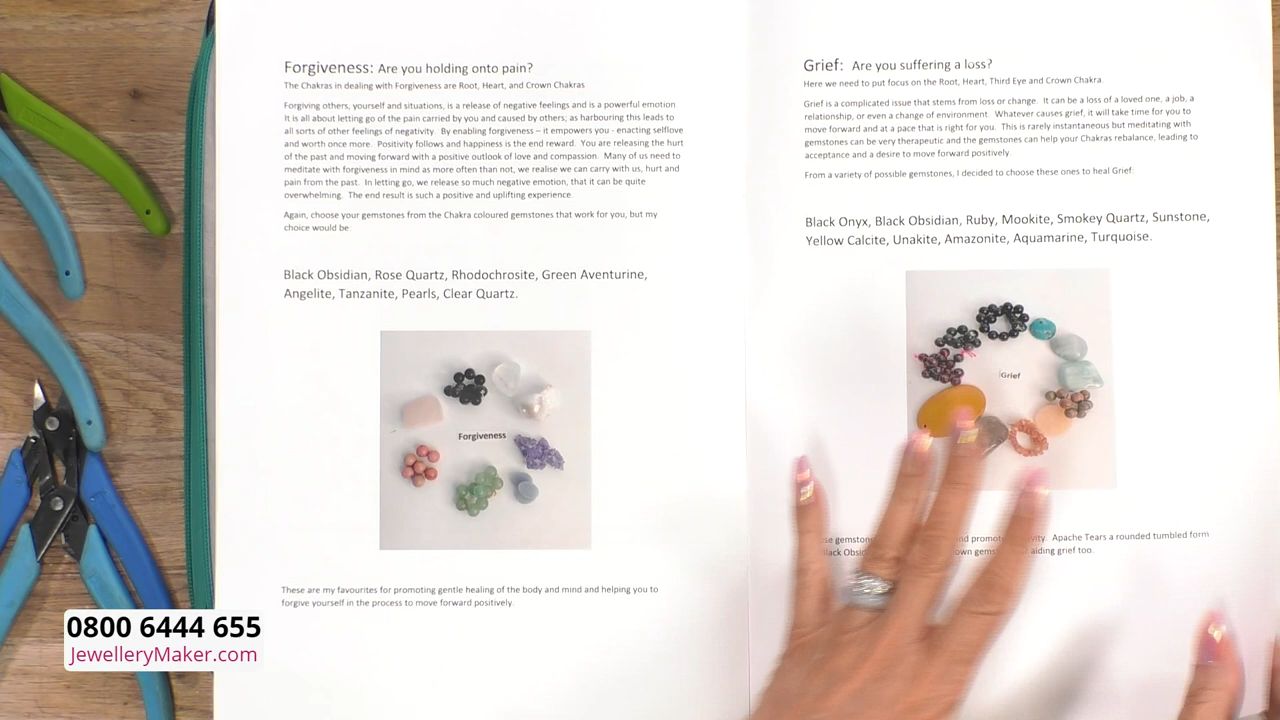 Forgiveness: Are you holding onto pain?
The Chakras in dealing with Forgiveness are Root, Heart, and Crown Chakras
Forgiving others, yourself and situations, is a release of negative feelings and is a powerful emotion
It is all about letting go of the pain carried by you and caused by others; as harbouring this leads to
all sorts of other feelings of negativity. By enabling forgiveness – it empowers you - enacting selflove
and worth once more. Positivity follows and happiness is the end reward. You are releasing the hurt
of the past and moving forward with a positive outlook of love and compassion. Many of us need to
meditate with forgiveness in mind as more often than not, we realise we can carry with us, hurt and
pain from the past. In letting go, we release so much negative emotion, that it can be quite
overwhelming. The end result is such a positive and uplifting experience.
Again, choose your gemstones from the Chakra coloured gemstones that work for you, but my
choice would be:
Black Obsidian, Rose Quartz, Rhodochrosite, Green Aventurine,
Angelite, Tanzanite, Pearls, Clear Quartz.
Forgiveness
These are my favourites for promoting gentle healing of the body and mind and helping you to
forgive yourself in the process to move forward positively.
Grief: Are you suffering a loss?
Here we need to put focus on the Root, Heart, Third Eye and Crown Chakra.
Grief is a complicated issue that stems from loss or change. It can be a loss of a loved one, a job, a
relationship, or even a change of environment. Whatever causes grief, it will take time for you to
move forward and at a pace that is right for you. This is rarely instantaneous but meditating with
gemstones can be very therapeutic and the gemstones can help your Chakras rebalance, leading to
acceptance and a desire to move forward positively.
From a variety of possible gemstones, I decided to choose these ones to heal Grief:
Black Onyx, Black Obsidian, Ruby, Mookite, Smokey Quartz, Sunstone,
Yellow Calcite, Unakite, Amazonite, Aquamarine, Turquoise.
Grief
Apache Tears a rounded tumbled form
aiding grief too.
0800 6444 655
JewelleryMaker.com